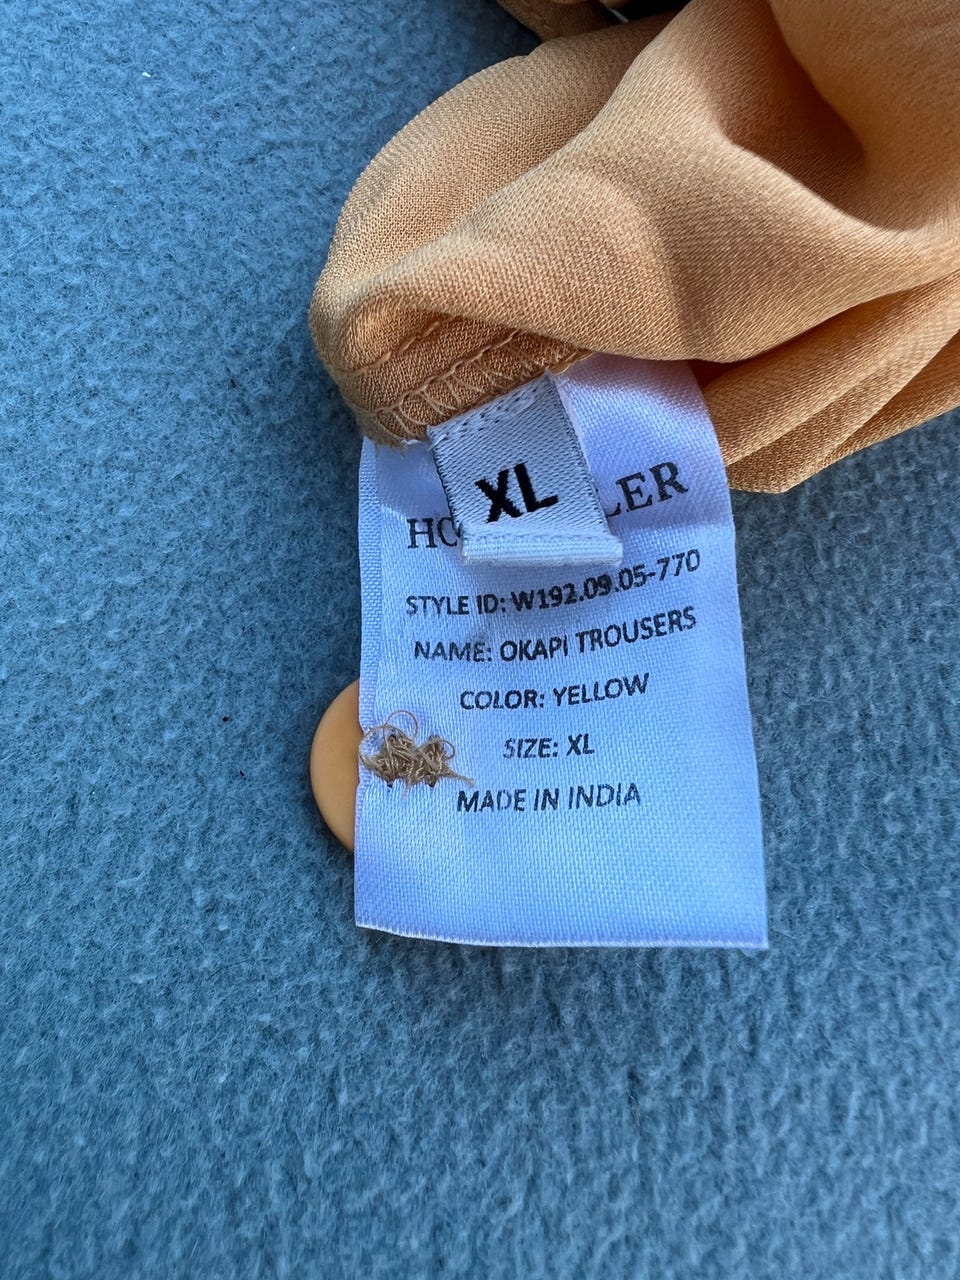 XL
STYLE ID: W192.09.05-770
NAME: OKAPI TROUSERS
COLOR: YELLOW
SIZE: XL
MADE IN INDIA